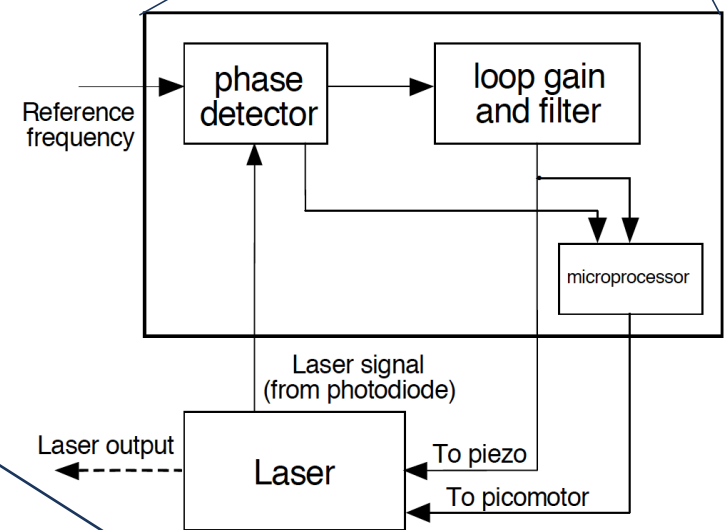 phase
detector
loop gain
and filter
Reference
frequency
microprocessor
Laser signal
(from photodiode)
Laser output
Laser
To piezo
To picomotor